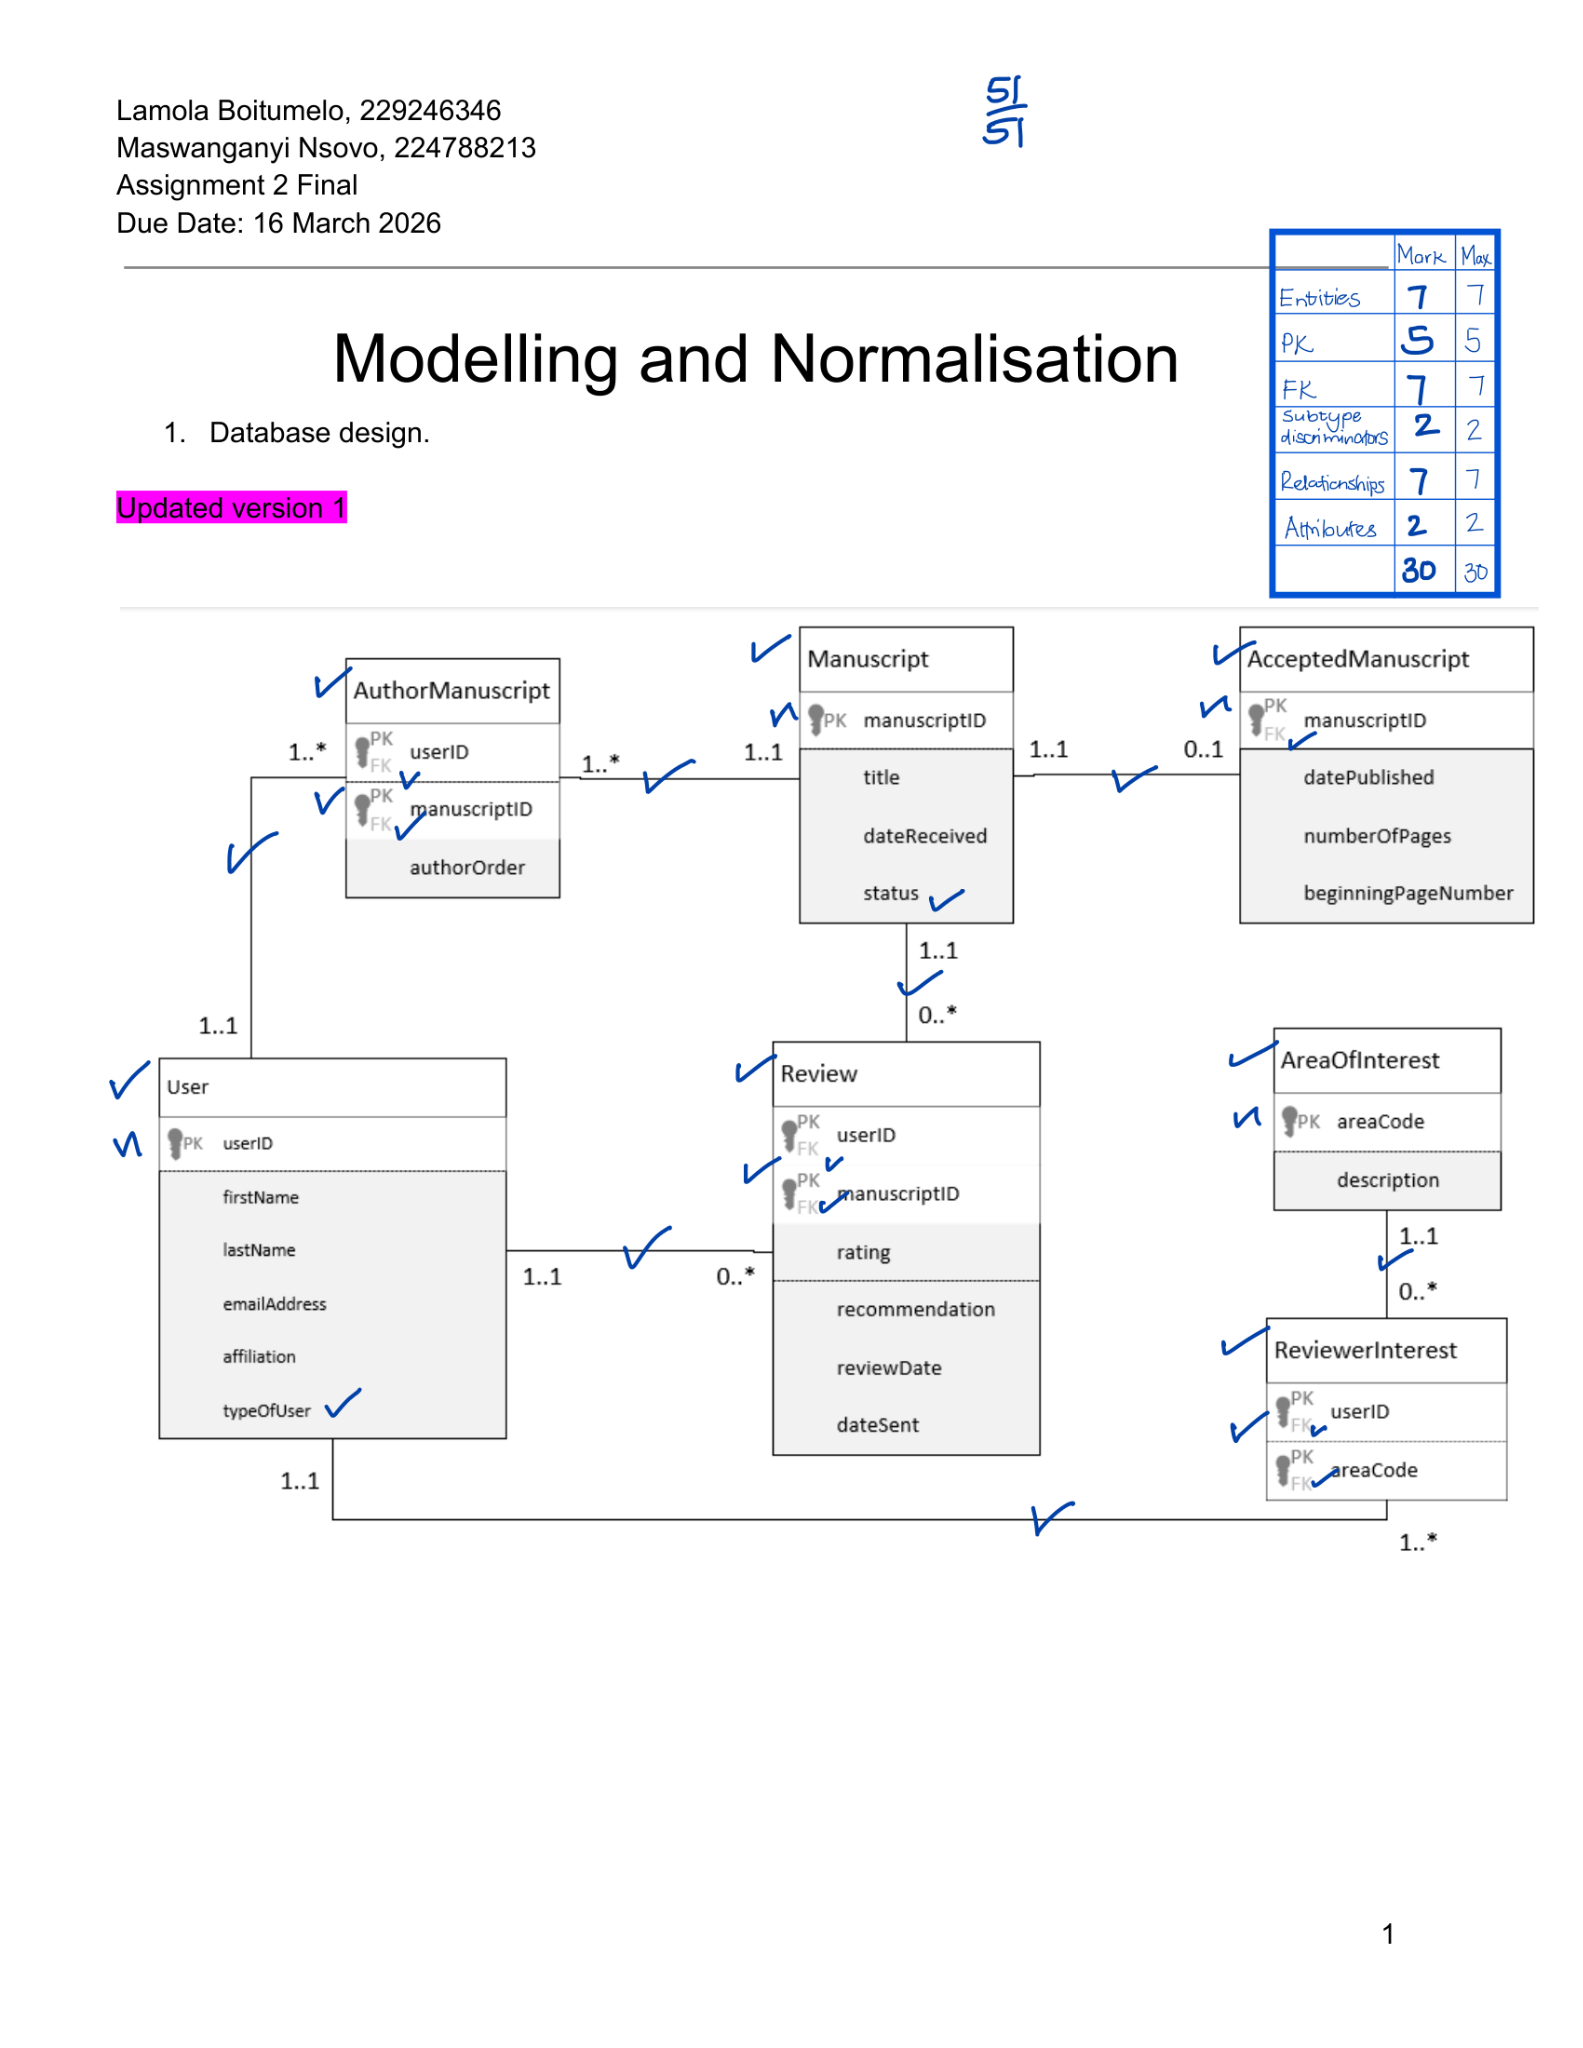 51
51
Lamola Boitumelo, 229246346
Maswanganyi Nsovo, 224788213
Assignment 2 Final
Due Date: 16 March 2026
Mark Max
Entities 7 7
PK 5 5
FK 7 7
Subtype discriminators 2 2
Relationships 7 7
Attributes 2 2
30 30
Modelling and Normalisation
1. Database design.
Updated version 1
AuthorManuscript
PK FK userID
PK FK manuscriptID
authorOrder
1..*
1..*
1..1
Manuscript
PK manuscriptID
title
dateReceived
status
1..1
0..1
AcceptedManuscript
PK FK manuscriptID
datePublished
numberOfPages
beginningPageNumber
1..1
0..*
1..1
User
PK userID
firstName
lastName
emailAddress
affiliation
typeOfUser
1..1
0..*
Review
PK FK userID
PK FK manuscriptID
rating
recommendation
reviewDate
dateSent
AreaOfInterest
PK areaCode
description
1..1
0..*
ReviewerInterest
PK FK userID
PK FK areaCode
1..1
1..*
1